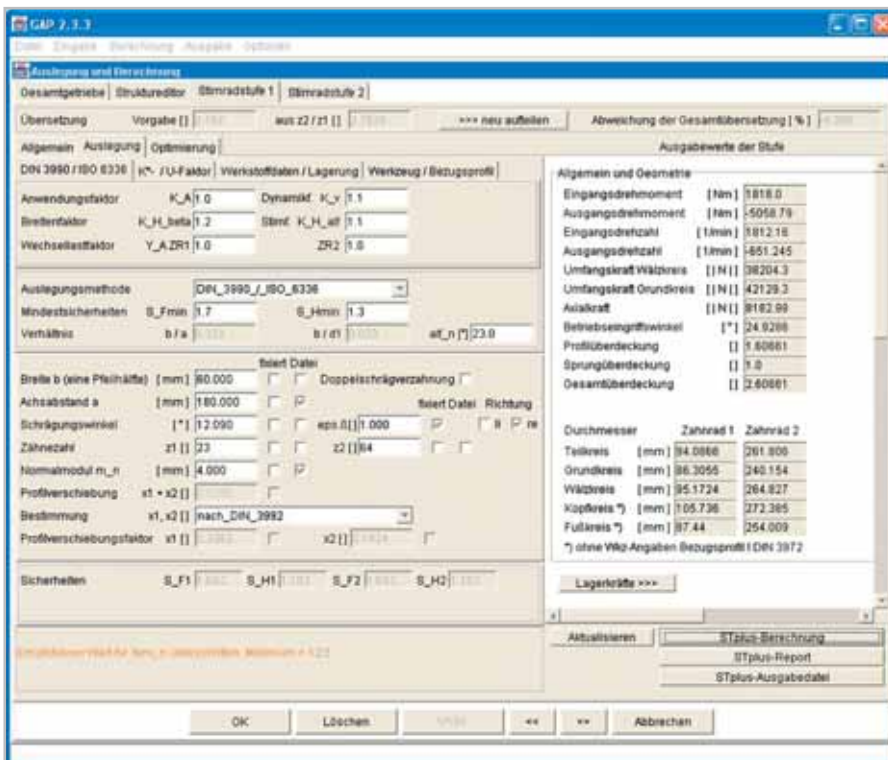 GAP 2.3.3
Datei Eingabe Berechnung Ausgabe Optionen
Auslegung und Berechnung
Gesamtgetriebe Struktureditor Stirnradstufe 1 Stirnradstufe 2
Übersetzung Vorgabe [] aus z2 / z1 [] >>> neu aufteilen Abweichung der Gesamtübersetzung [ % ]
Allgemein Auslegung Optimierung Ausgabewerte der Stufe
DIN 3990 / ISO 6336 K*- / U-Faktor Werkstoffdaten / Lagerung Werkzeug / Bezugsprofil
Anwendungsfaktor K_A 1.0 Dynamikf. K_v 1.1
Breitenfaktor K_H_beta 1.2 Stirnf. K_H_alf 1.1
Wechsellastfaktor Y_A ZR1 1.0 ZR2 1.0
Auslegungsmethode DIN_3990_/_ISO_6336
Mindestsicherheiten S_Fmin 1.7 S_Hmin 1.3
Verhältnis b / a b / d1 alf_n [°] 23.0
fixiert Datei
Breite b (eine Pfeilhälfte) [ mm ] 60.000 Doppelschrägverzahnung
Achsabstand a [ mm ] 180.000 fixiert Datei Richtung
Schrägungswinkel [ ° ] 12.090 eps.ß[] 1.000 li re
Zähnezahl z1 [] 23 z2 [] 64
Normalmodul m_n [ mm ] 4.000
Profilverschiebung x1 + x2 []
Bestimmung x1, x2 [] nach_DIN_3992
Profilverschiebungsfaktor x1 [] x2 []
Sicherheiten S_F1 S_H1 S_F2 S_H2
Allgemein und Geometrie
Eingangsdrehmoment [ Nm ] 1818.0
Ausgangsdrehmoment [ Nm ] -5058.79
Eingangsdrehzahl [ 1/min ] 1812.16
Ausgangsdrehzahl [ 1/min ] -651.245
Umfangskraft Wälzkreis [ | N | ] 38204.3
Umfangskraft Grundkreis [ | N | ] 42129.3
Axialkraft [ | N | ] 8182.99
Betriebseingriffswinkel [ ° ] 24.9286
Profilüberdeckung [] 1.60661
Sprungüberdeckung [] 1.0
Gesamtüberdeckung [] 2.60661
Durchmesser Zahnrad 1 Zahnrad 2
Teilkreis [ mm ] 94.0866 261.806
Grundkreis [ mm ] 86.3055 240.154
Wälzkreis [ mm ] 95.1724 264.827
Kopfkreis *) [ mm ] 105.736 272.385
Fußkreis *) [ mm ] 87.44 254.009
*) ohne Wkz-Angaben Bezugsprofil I DIN 3972
Lagerkräfte >>>
Aktualisieren STplus-Berechnung
STplus-Report
STplus-Ausgabedatei
OK Löschen << >> Abbrechen